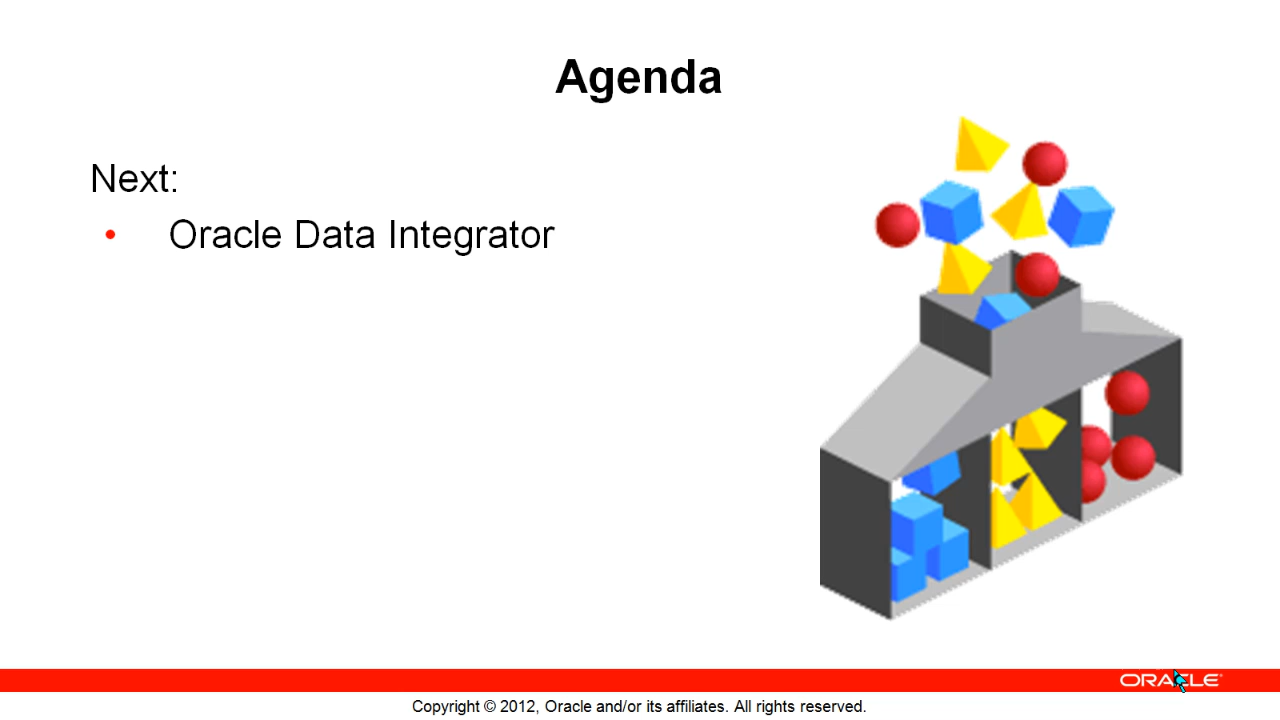 Agenda
Next:
• Oracle Data Integrator
ORACLE
Copyright © 2012, Oracle and/or its affiliates. All rights reserved.